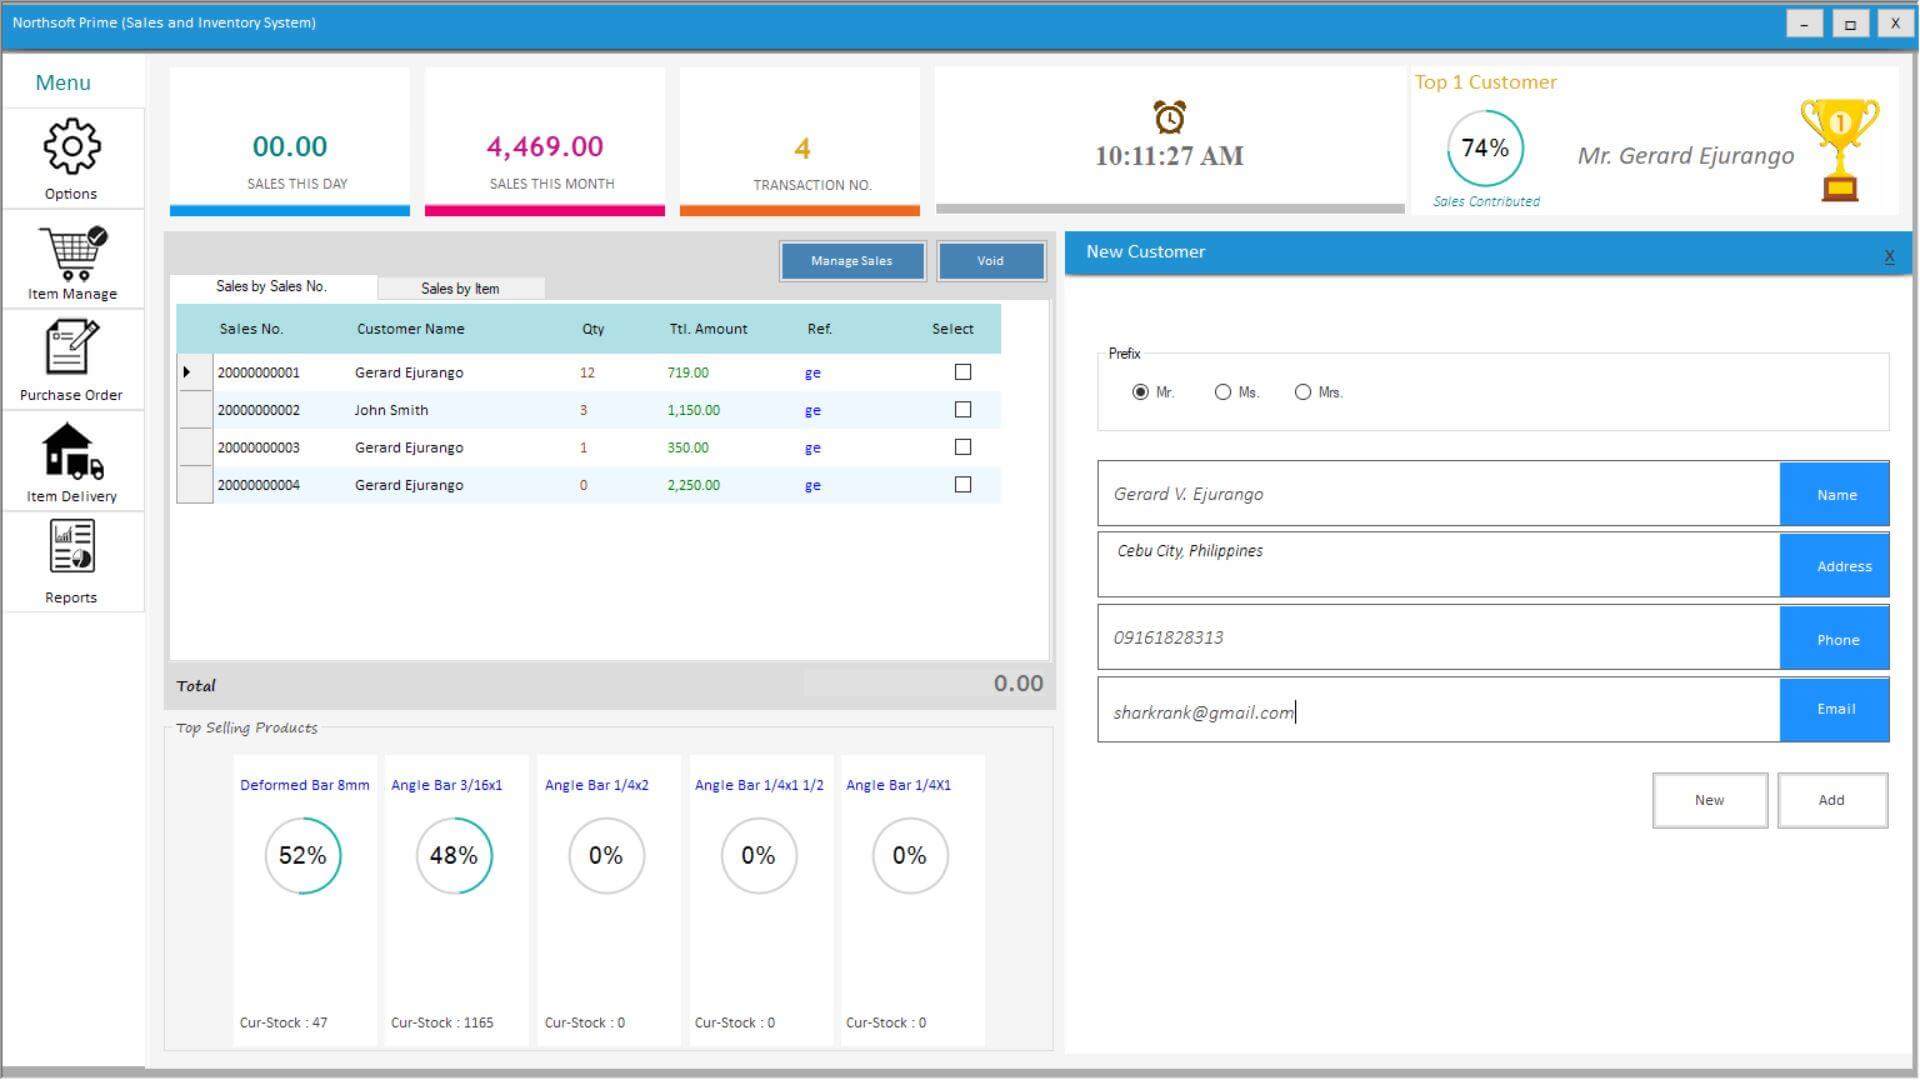 Northsoft Prime (Sales and Inventory System)
– X
Menu
Options
Item Manage
Purchase Order
Item Delivery
Reports
00.00
SALES THIS DAY
4,469.00
SALES THIS MONTH
4
TRANSACTION NO.
10:11:27 AM
Top 1 Customer
74%
Sales Contributed
Mr. Gerard Ejurango
1
Manage Sales Void
Sales by Sales No. Sales by Item
Sales No. Customer Name Qty Ttl. Amount Ref. Select
20000000001 Gerard Ejurango 12 719.00 ge
20000000002 John Smith 3 1,150.00 ge
20000000003 Gerard Ejurango 1 350.00 ge
20000000004 Gerard Ejurango 0 2,250.00 ge
Total 0.00
Top Selling Products
Deformed Bar 8mm Angle Bar 3/16x1 Angle Bar 1/4x2 Angle Bar 1/4x1 1/2 Angle Bar 1/4X1
52% 48% 0% 0% 0%
Cur-Stock : 47 Cur-Stock : 1165 Cur-Stock : 0 Cur-Stock : 0 Cur-Stock : 0
New Customer X
Prefix
Mr. Ms. Mrs.
Gerard V. Ejurango Name
Cebu City, Philippines Address
09161828313 Phone
sharkrank@gmail.com Email
New Add